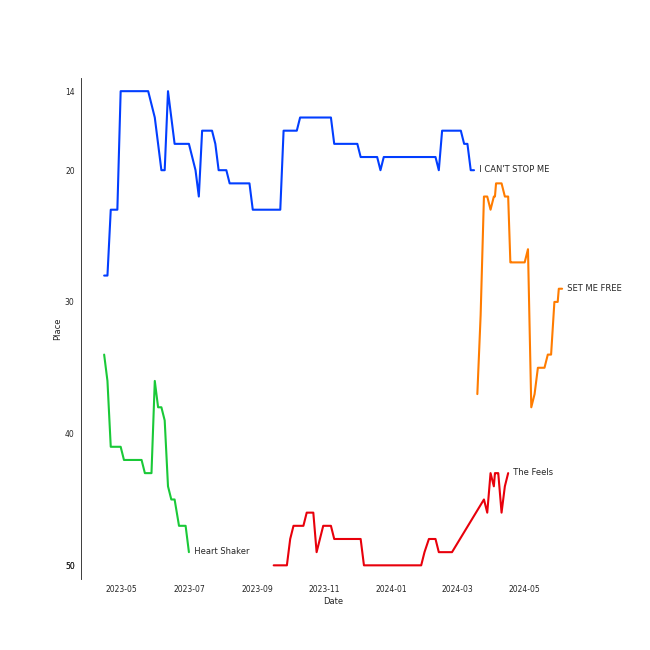 14
20
30
40
50
Place
I CAN'T STOP ME
SET ME FREE
The Feels
Heart Shaker
2023-05
2023-07
2023-09
2023-11
2024-01
2024-03
2024-05
Date